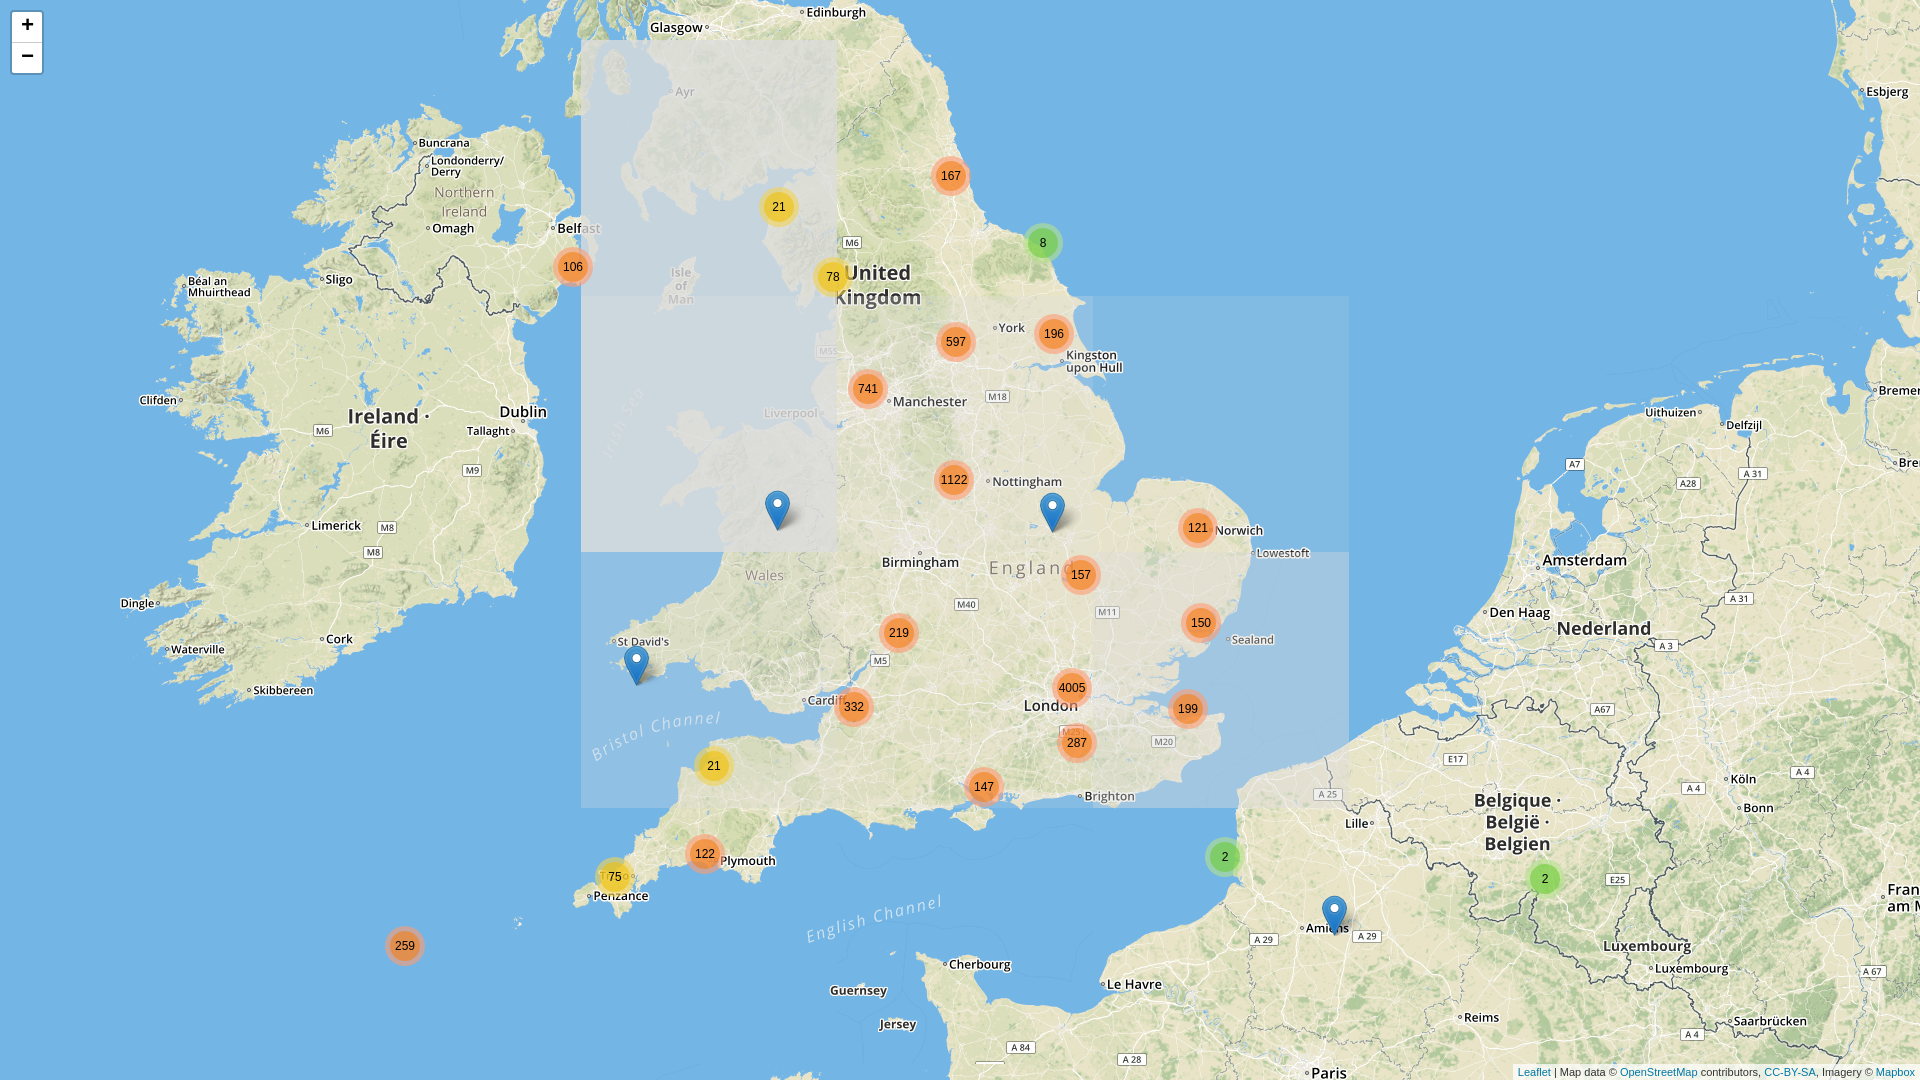 +
−
Glasgow
Edinburgh
Ayr
Esbjerg
Buncrana
Londonderry/
Derry
Northern
Ireland
Omagh
Belfast
167
21
8
M6
106
78
United
Kingdom
Isle
of
Man
Sligo
Béal an
Mhuirthead
York
196
597
Kingston
upon Hull
M55
741
Manchester
M18
Clifden
Dublin
Tallaght
Ireland ·
Éire
M6
M9
Liverpool
Uithuizen
Delfzijl
Bremer
A7
A 31
A28
Bre
1122
Nottingham
Limerick
M8
M8
121
Norwich
Lowestoft
Birmingham
England
157
Wales
Amsterdam
Dingle
M40
M11
A 31
Den Haag
Nederland
150
Sealand
219
Cork
St David's
Waterville
M5
A 3
Skibbereen
4005
London
Cardiff
332
199
A67
Bristol Channel
M25
287
M20
E17
21
147
Brighton
A 25
Köln
A 4
A 4
Bonn
Belgique ·
België ·
Belgien
Lille
122
Plymouth
2
75
Penzance
2
E25
Fran
am M
English Channel
Amiens
A 29
A 29
259
Luxembourg
Luxembourg
A 67
Cherbourg
Le Havre
Guernsey
Jersey
Reims
Saarbrücken
A 84
A 28
A 4
Paris
Leaflet | Map data © OpenStreetMap contributors, CC-BY-SA, Imagery © Mapbox